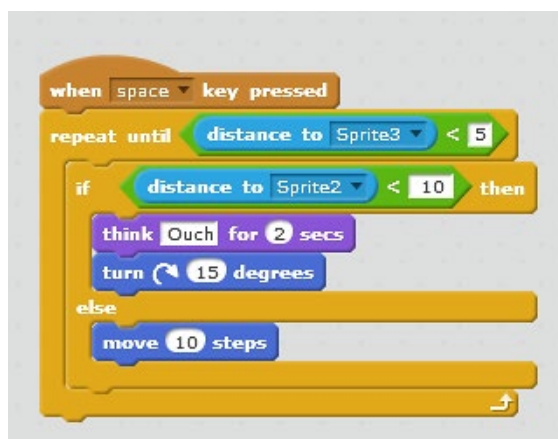 when space key pressed
repeat until distance to Sprite3 < 5
if distance to Sprite2 < 10 then
think Ouch for 2 secs
turn ↻ 15 degrees
else
move 10 steps